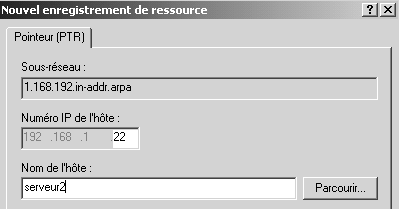 Nouvel enregistrement de ressource
Pointeur (PTR)
Sous-réseau :
1.168.192.in-addr.arpa
Numéro IP de l'hôte :
192 .168 .1 .22
Nom de l'hôte :
serveur2
Parcourir...